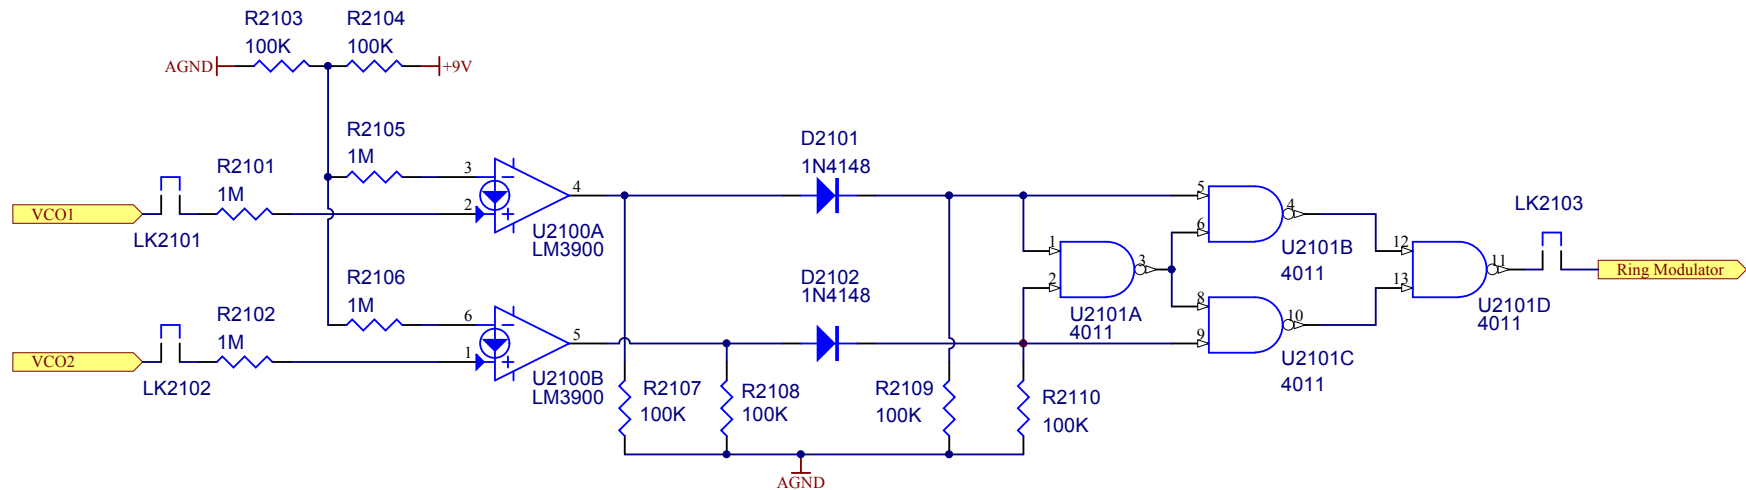 R2103
100K
R2104
100K
AGND
+9V
R2105
1M
R2101
1M
VCO1
LK2101
3
2
4
U2100A
LM3900
D2101
1N4148
R2106
1M
R2102
1M
VCO2
LK2102
6
1
5
U2100B
LM3900
D2102
1N4148
R2107
100K
R2108
100K
R2109
100K
R2110
100K
AGND
1
2
3
U2101A
4011
5
6
4
U2101B
4011
8
9
10
U2101C
4011
12
13
11
U2101D
4011
LK2103
Ring Modulator